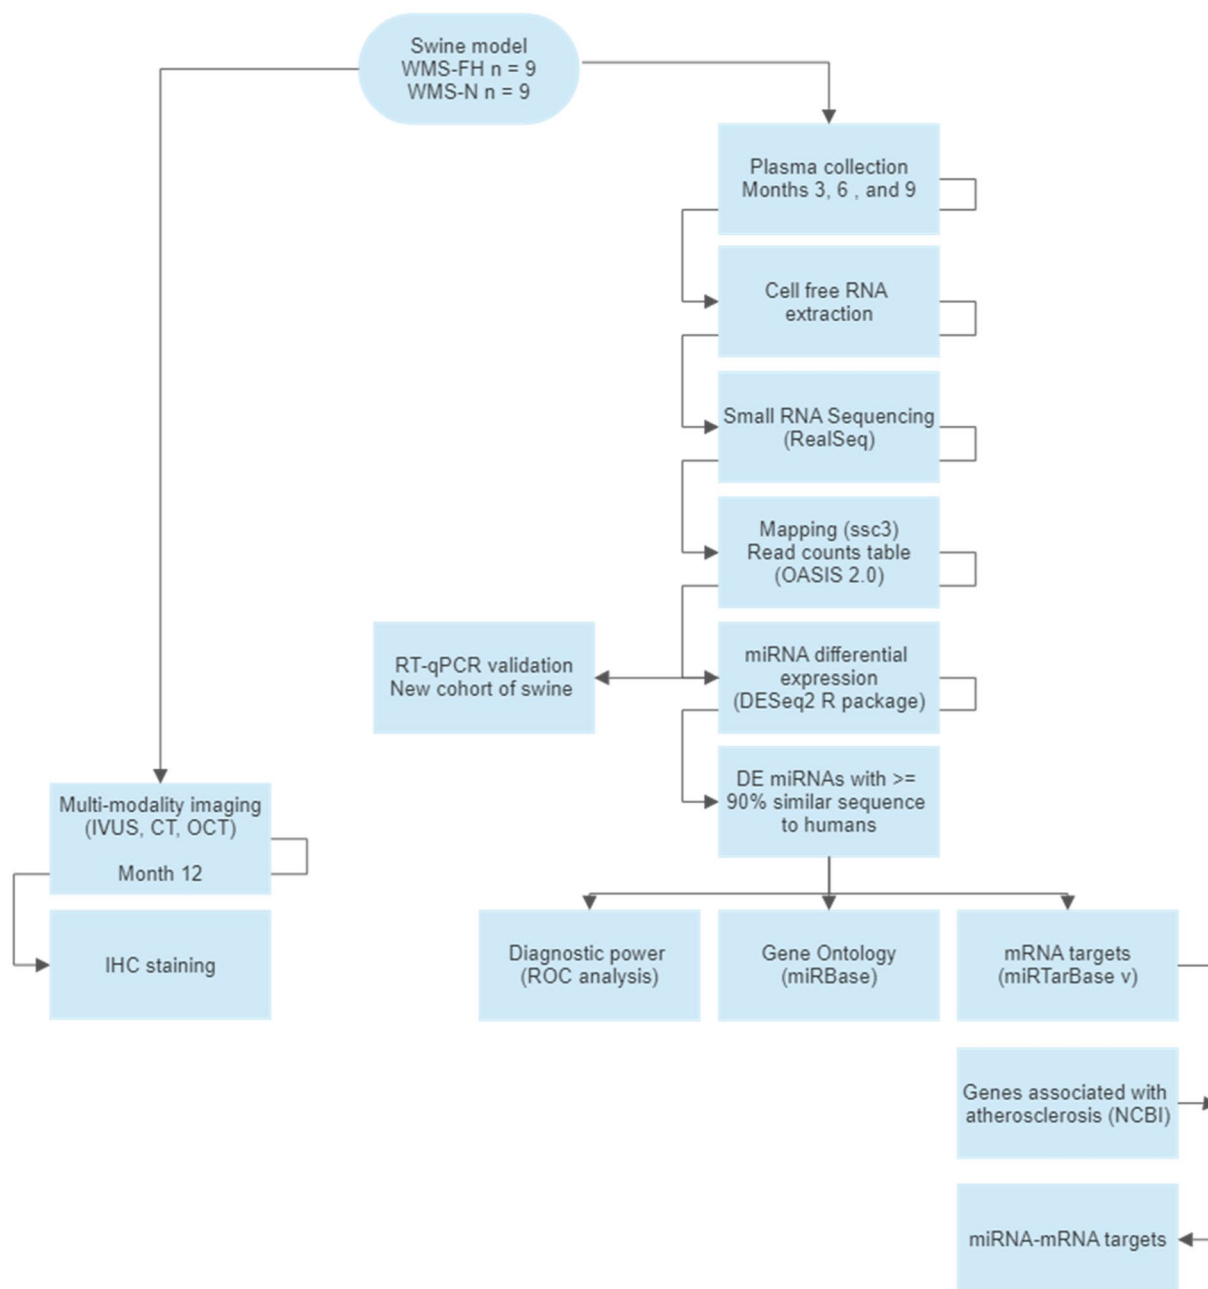 Swine model
WMS-FH n = 9
WMS-N n = 9
Plasma collection
Months 3, 6 , and 9
Cell free RNA
extraction
Small RNA Sequencing
(RealSeq)
Mapping (ssc3)
Read counts table
(OASIS 2.0)
RT-qPCR validation
New cohort of swine
miRNA differential
expression
(DESeq2 R package)
DE miRNAs with >=
90% similar sequence
to humans
Multi-modality imaging
(IVUS, CT, OCT)
Month 12
IHC staining
Diagnostic power
(ROC analysis)
Gene Ontology
(miRBase)
mRNA targets
(miRTarBase v)
Genes associated with
atherosclerosis (NCBI)
miRNA-mRNA targets